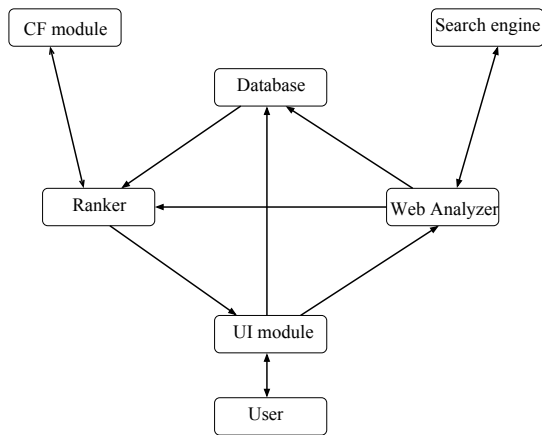 CF module
Search engine
Database
Ranker
Web Analyzer
UI module
User